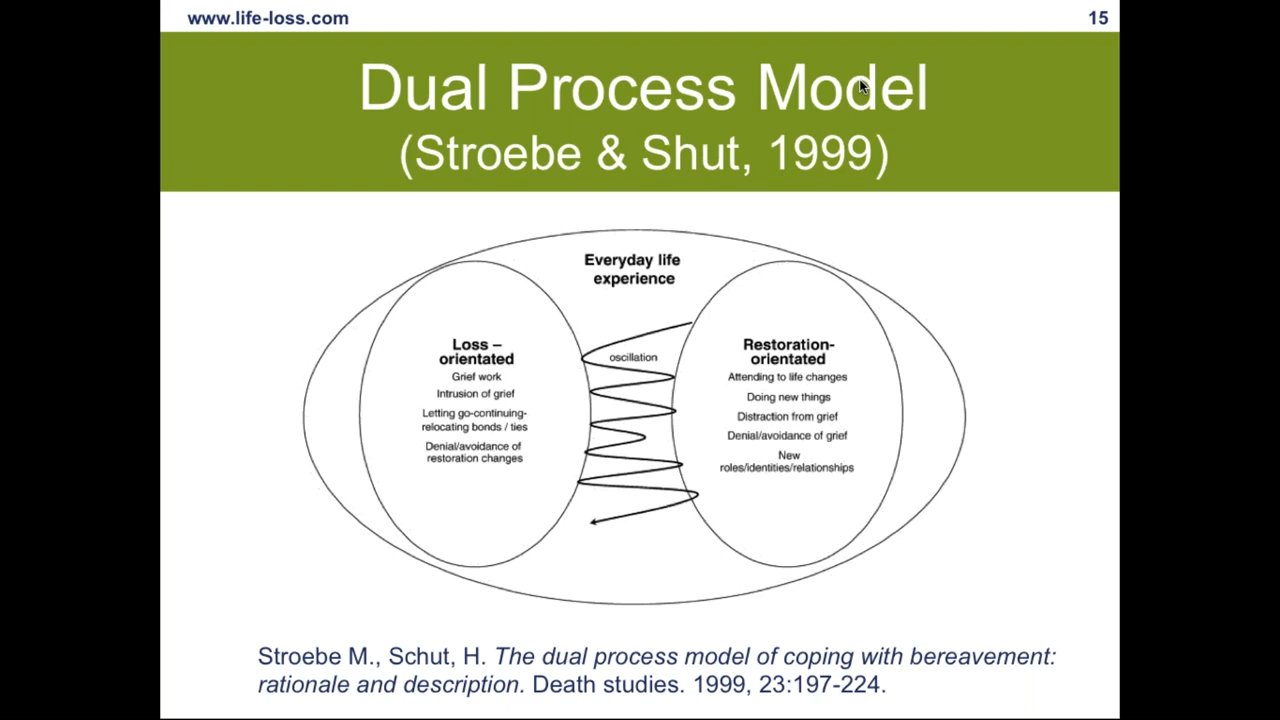 www.life-loss.com
15
Dual Process Model
(Stroebe & Shut, 1999)
Everyday life
experience
Loss –
orientated
Grief work
Intrusion of grief
Letting go-continuing-
relocating bonds / ties
Denial/avoidance of
restoration changes
oscillation
Restoration-
orientated
Attending to life changes
Doing new things
Distraction from grief
Denial/avoidance of grief
New
roles/identities/relationships
Stroebe M., Schut, H. The dual process model of coping with bereavement:
rationale and description. Death studies. 1999, 23:197-224.